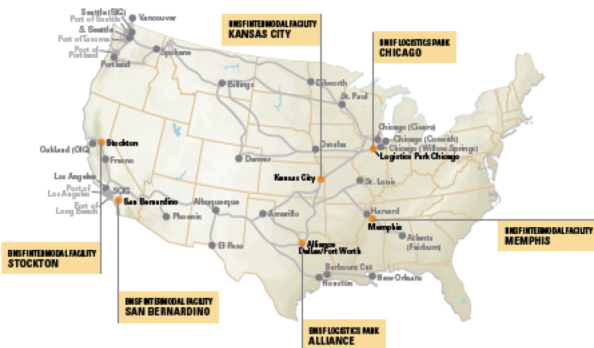 Seattle (SIG)
Port of Seattle
Vancouver
S. Seattle
Port of Tacoma
Port of
Portland
Portland
Spokane
Billings
Dilworth
St. Paul
BNSF INTERMODAL FACILITY
KANSAS CITY
BNSF LOGISTICS PARK
CHICAGO
Chicago (Cicero)
Chicago (Corwith)
Chicago (Willow Springs)
Logistics Park Chicago
Stockton
Oakland (OIG)
Fresno
Denver
Omaha
Kansas City
St. Louis
Los Angeles
Port of
Los Angeles
SCIG
Port of
Long Beach
San Bernardino
Phoenix
Albuquerque
Amarillo
El Paso
Harvard
Memphis
Atlanta
(Fairburn)
Alliance
Dallas/Fort Worth
Barbours Cut
Houston
New Orleans
BNSF INTERMODAL FACILITY
MEMPHIS
BNSF INTERMODAL FACILITY
STOCKTON
BNSF INTERMODAL FACILITY
SAN BERNARDINO
BNSF LOGISTICS PARK
ALLIANCE